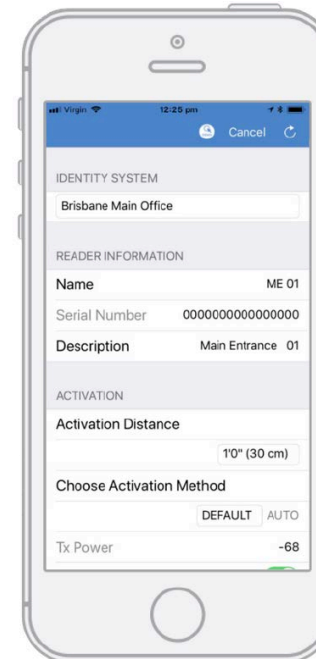 Virgin 12:25 pm
Cancel
IDENTITY SYSTEM
Brisbane Main Office
READER INFORMATION
Name ME 01
Serial Number 0000000000000000
Description Main Entrance 01
ACTIVATION
Activation Distance
1'0" (30 cm)
Choose Activation Method
DEFAULT AUTO
Tx Power -68